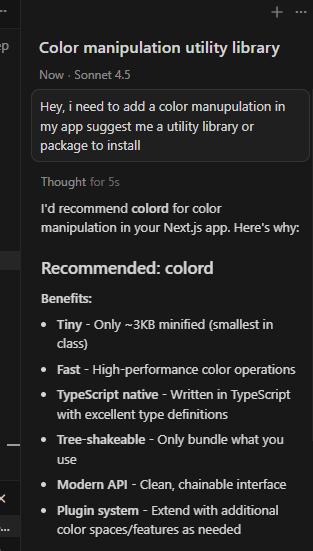 ep
Color manipulation utility library
Now · Sonnet 4.5
Hey, i need to add a color manupulation in
my app suggest me a utility library or
package to install
Thought for 5s
I'd recommend colord for color
manipulation in your Next.js app. Here's why:
Recommended: colord
Benefits:
• Tiny - Only ~3KB minified (smallest in
class)
• Fast - High-performance color operations
• TypeScript native - Written in TypeScript
with excellent type definitions
• Tree-shakeable - Only bundle what you
use
• Modern API - Clean, chainable interface
• Plugin system - Extend with additional
color spaces/features as needed